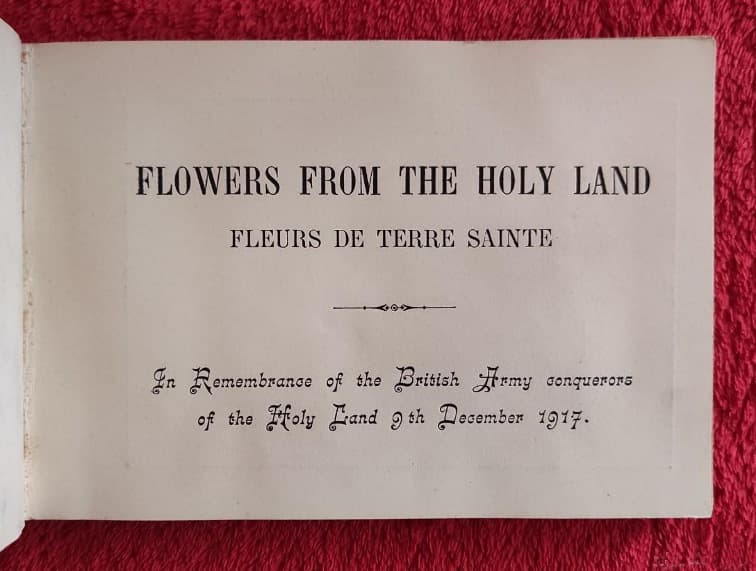 FLOWERS FROM THE HOLY LAND
FLEURS DE TERRE SAINTE
In Remembrance of the British Army conquerors
of the Holy Land 9th December 1917.